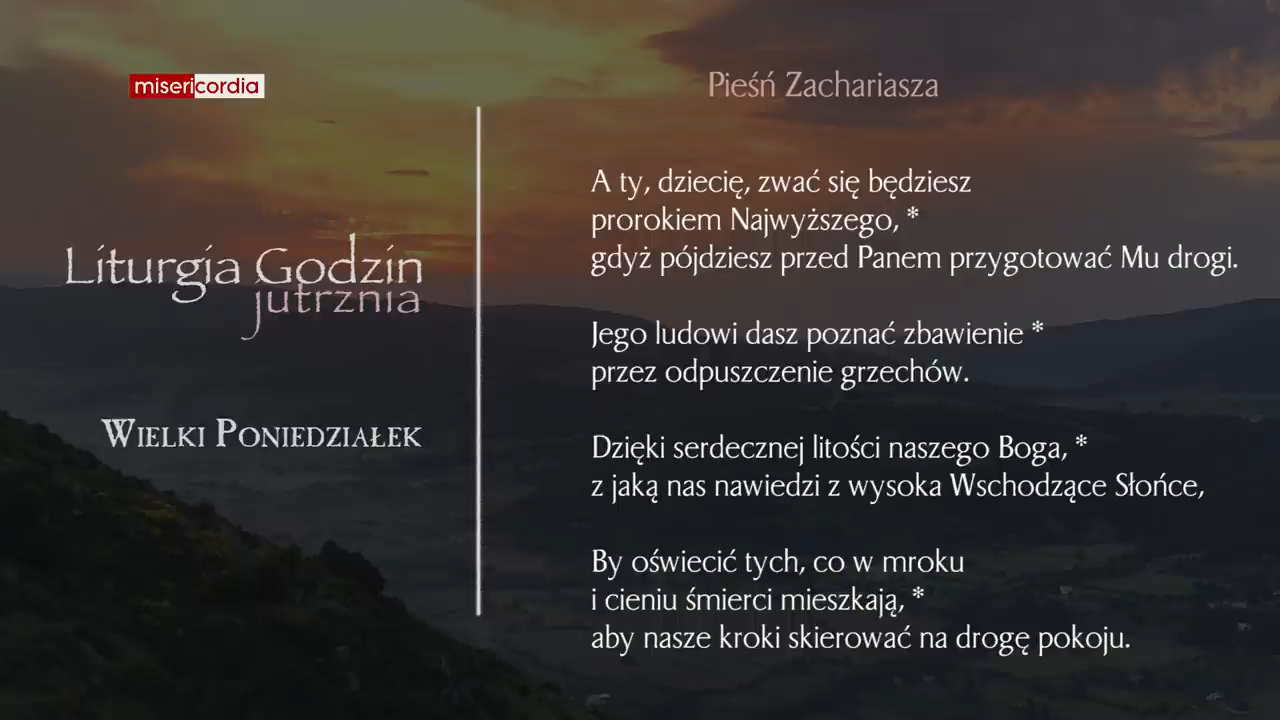 misericordia
Liturgia Godzin
jutrznia
Wielki Poniedziałek
Pieśń Zachariasza
A ty, dziecię, zwać się będziesz
prorokiem Najwyższego, *
gdyż pójdziesz przed Panem przygotować Mu drogi.
Jego ludowi dasz poznać zbawienie *
przez odpuszczenie grzechów.
Dzięki serdecznej litości naszego Boga, *
z jaką nas nawiedzi z wysoka Wschodzące Słońce,
By oświecić tych, co w mroku
i cieniu śmierci mieszkają, *
aby nasze kroki skierować na drogę pokoju.